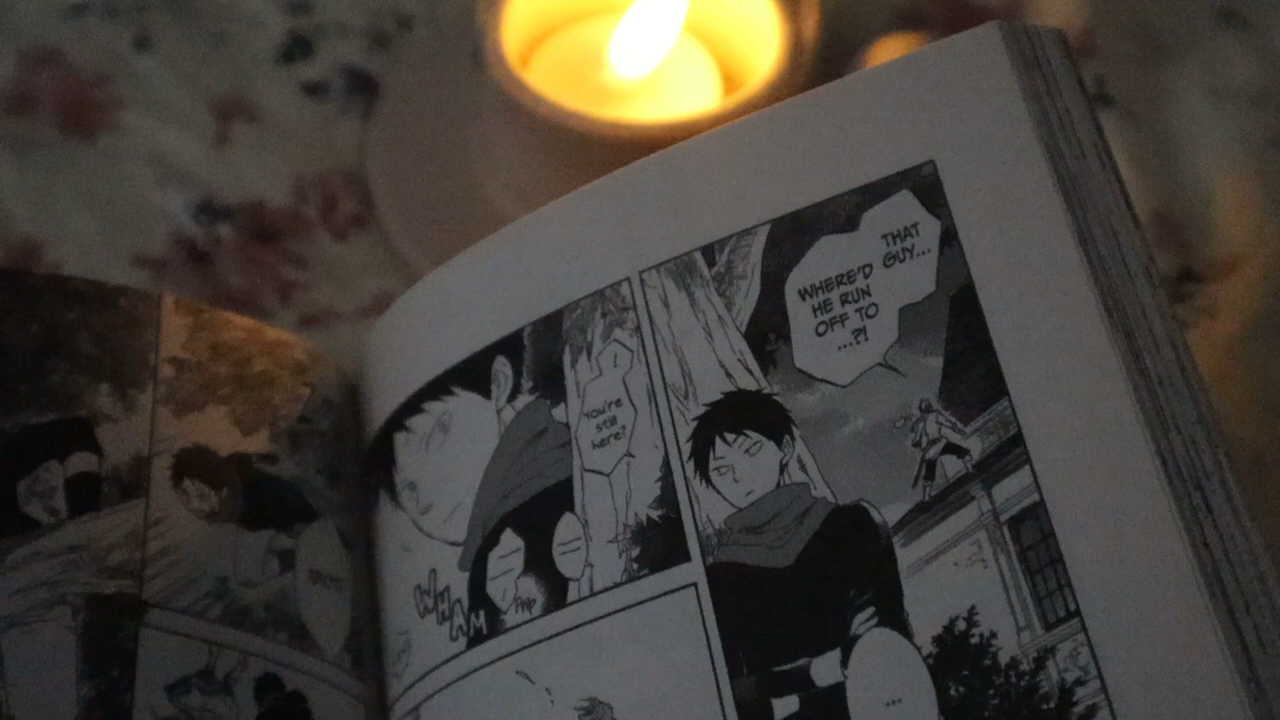 THAT
GUY...
WHERE'D
HE RUN
OFF TO
...?!
...
!
You're
still
here?
WHAM